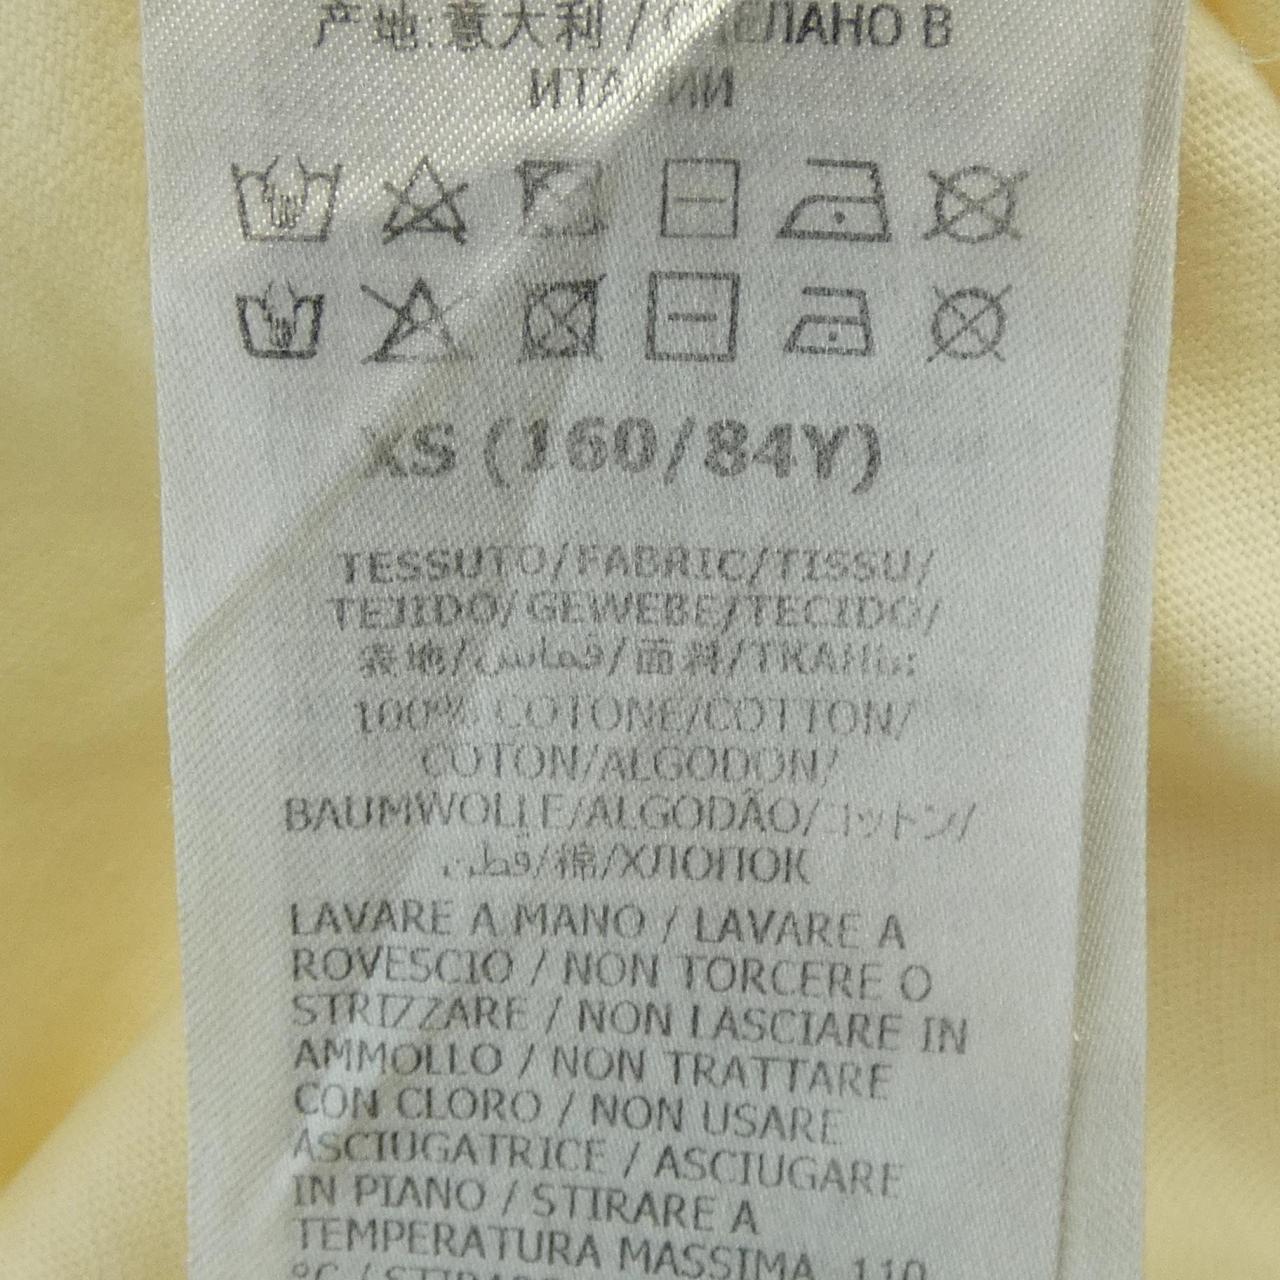 产地:意大利 / СДЕЛАНО В
ИТАЛИИ
XS (160/84Y)
TESSUTO/FABRIC/TISSU/
TEJIDO/GEWEBE/TECIDO/
表地/قماش/面料/ТКАНЬ:
100% COTONE/COTTON/
COTON/ALGODON/
BAUMWOLLE/ALGODÃO/コットン/
قطن/棉/ХЛОПОК
LAVARE A MANO / LAVARE A
ROVESCIO / NON TORCERE O
STRIZZARE / NON LASCIARE IN
AMMOLLO / NON TRATTARE
CON CLORO / NON USARE
ASCIUGATRICE / ASCIUGARE
IN PIANO / STIRARE A
TEMPERATURA MASSIMA 110
°C /